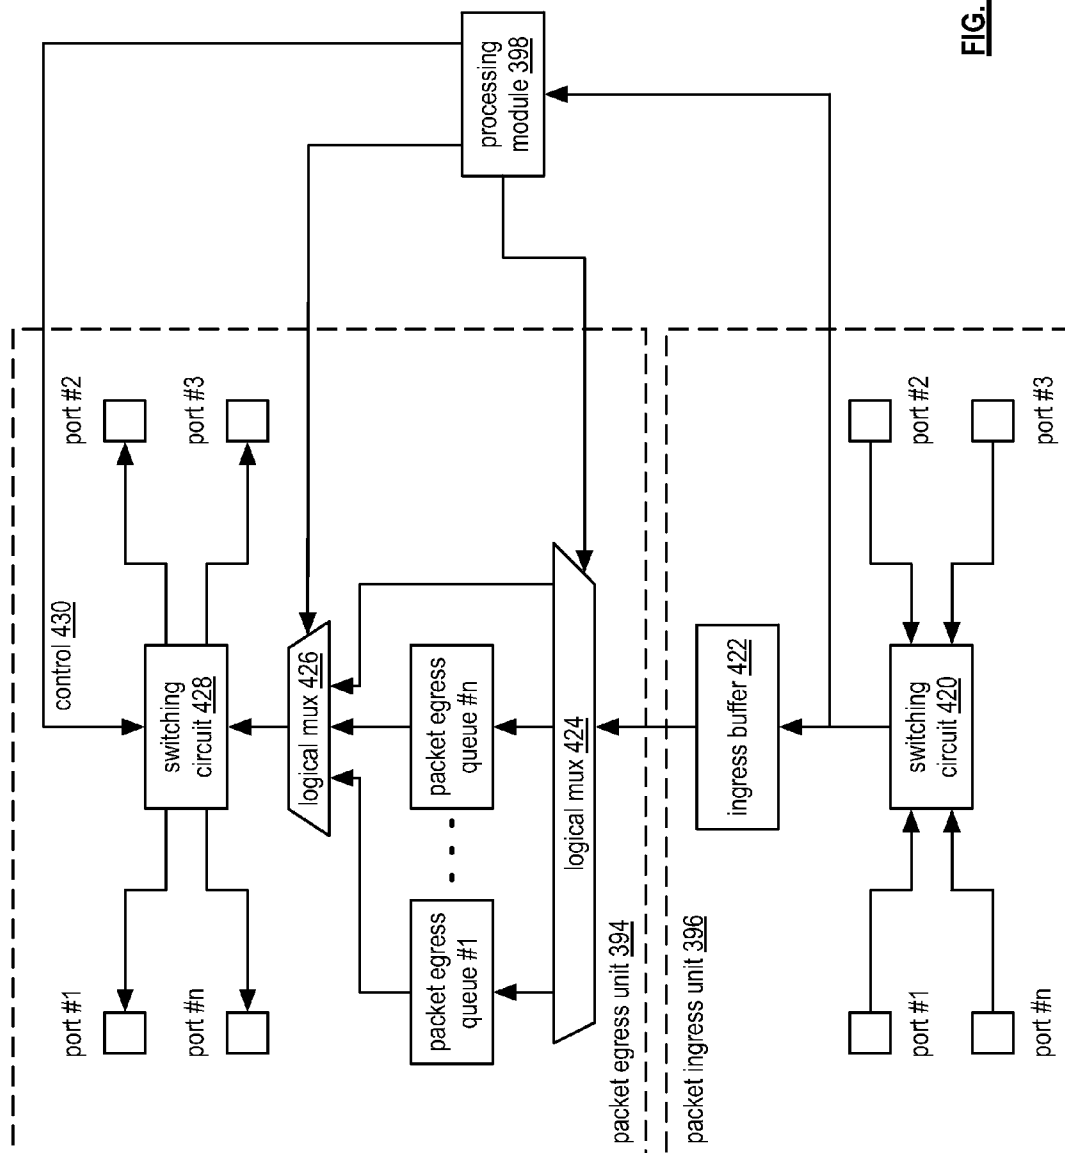 FIG.
processing
module 398
port #2
port #3
control 430
switching
circuit 428
port #1
port #n
logical mux 426
packet egress
queue #n
packet egress
queue #1
logical mux 424
packet egress unit 394
packet ingress unit 396
ingress buffer 422
port #2
port #3
switching
circuit 420
port #1
port #n